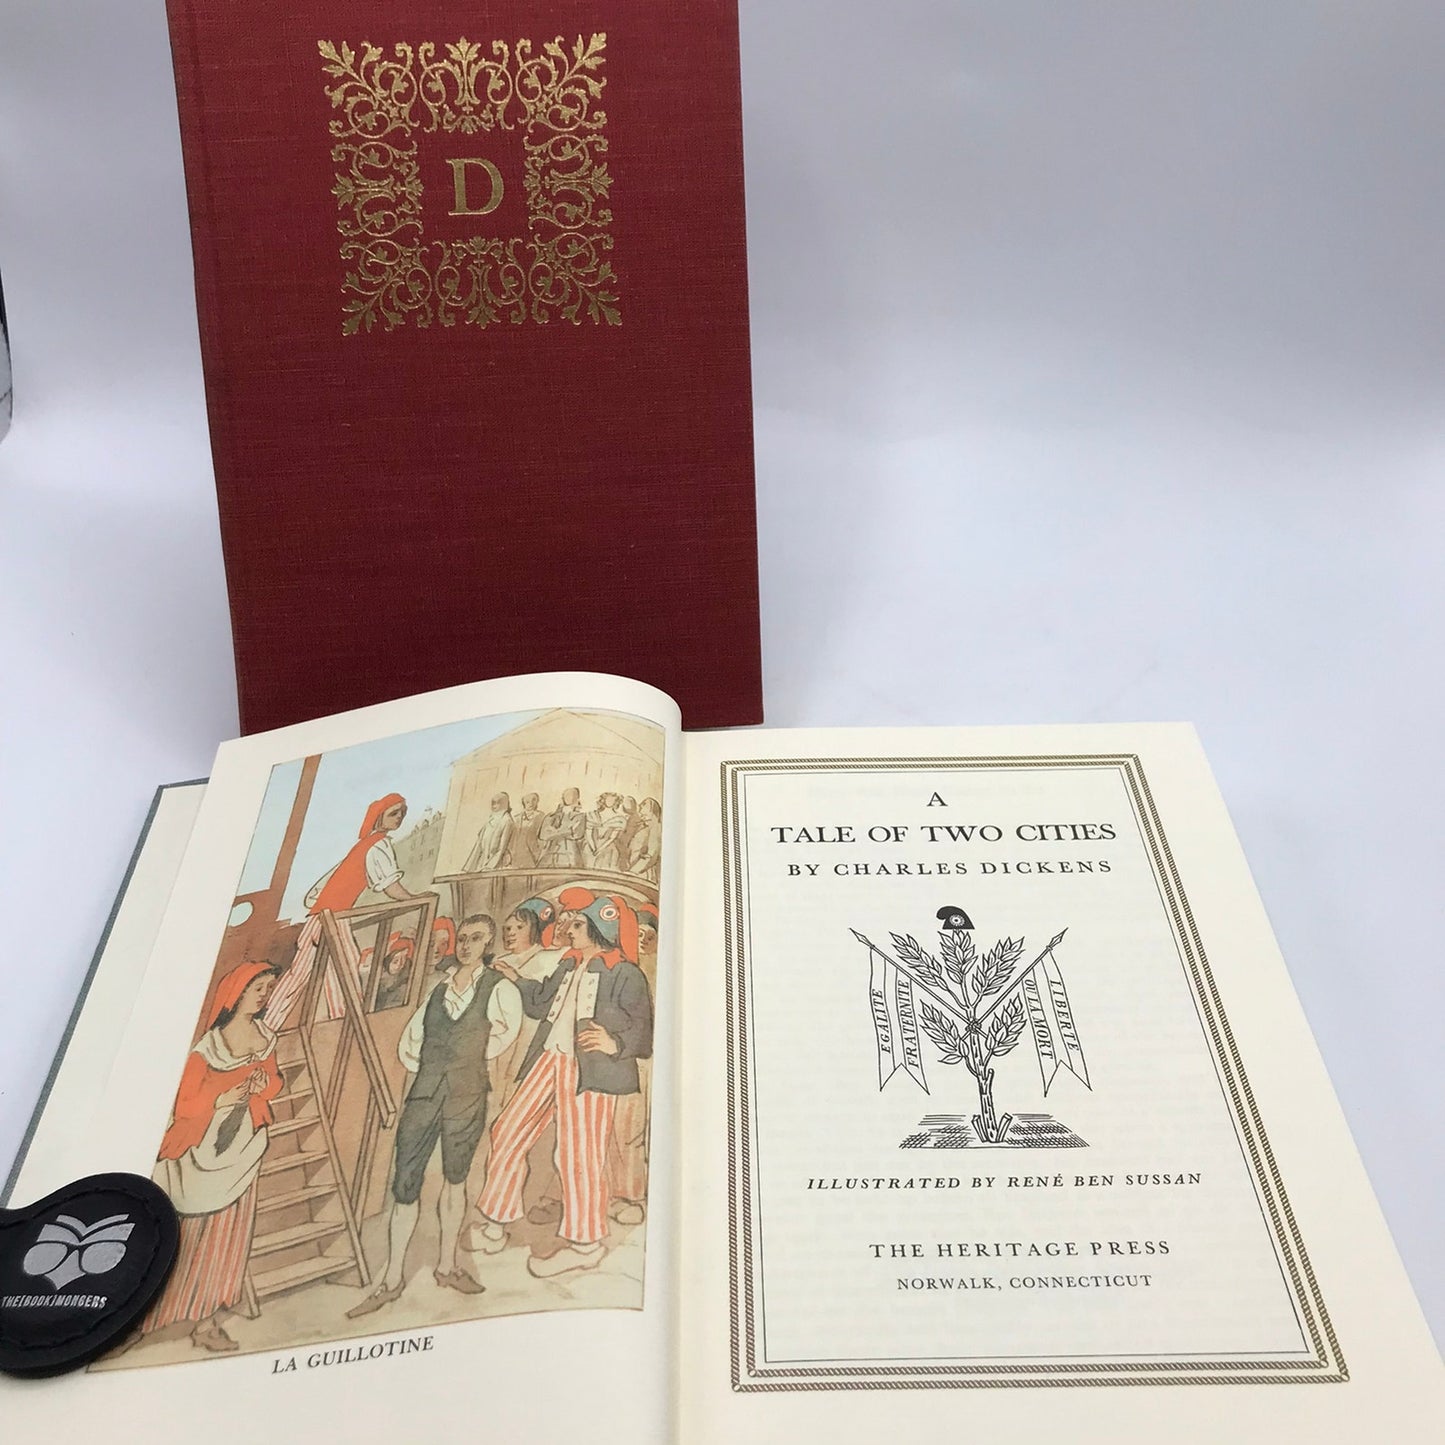 D
LA GUILLOTINE
THE[BOOK]MONGERS
A
TALE OF TWO CITIES
BY CHARLES DICKENS
EGALITE
FRATERNITE
OU LA MORT
LIBERTE
ILLUSTRATED BY RENÉ BEN SUSSAN
THE HERITAGE PRESS
NORWALK, CONNECTICUT